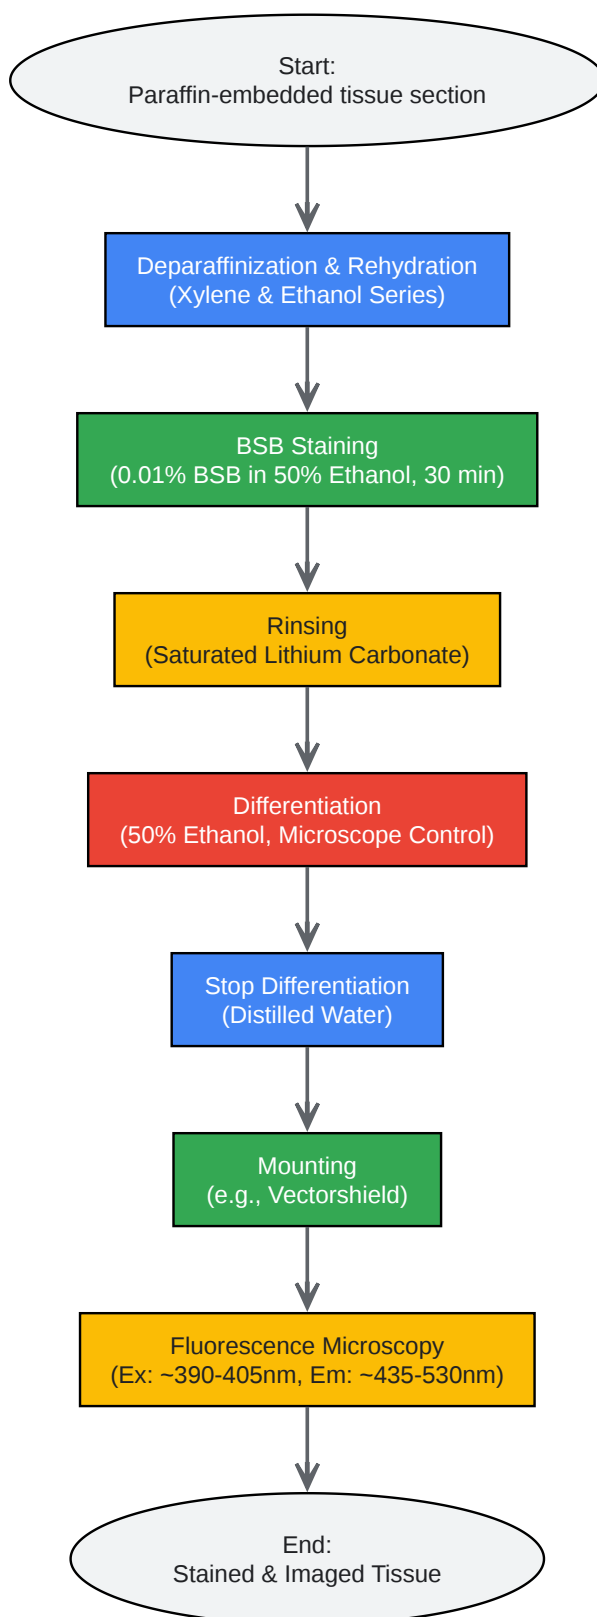 Start:
Paraffin-embedded tissue section
Deparaffinization & Rehydration
(Xylene & Ethanol Series)
BSB Staining
(0.01% BSB in 50% Ethanol, 30 min)
Rinsing
(Saturated Lithium Carbonate)
Differentiation
(50% Ethanol, Microscope Control)
Stop Differentiation
(Distilled Water)
Mounting
(e.g., Vectorshield)
Fluorescence Microscopy
(Ex: ~390-405nm, Em: ~435-530nm)
End:
Stained & Imaged Tissue